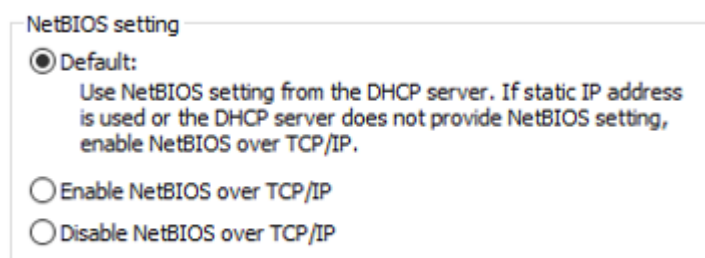 NetBIOS setting
Default:
Use NetBIOS setting from the DHCP server. If static IP address
is used or the DHCP server does not provide NetBIOS setting,
enable NetBIOS over TCP/IP.
Enable NetBIOS over TCP/IP
Disable NetBIOS over TCP/IP